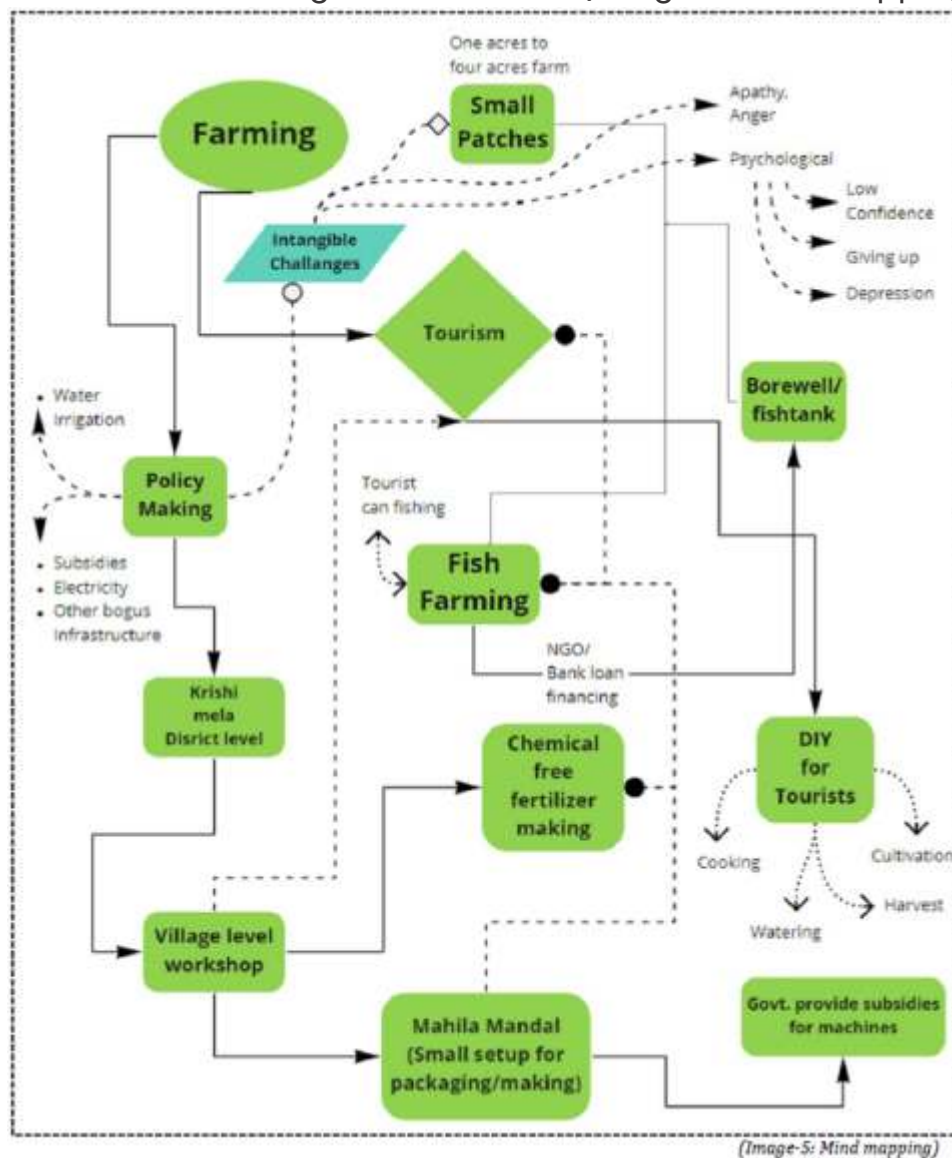 One acres to
four acres farm
Small
Patches
Farming
Apathy,
Anger
Psychological
Low
Confidence
Giving up
Depression
Intangible
Challanges
Tourism
Borewell/
fishtank
Water
Irrigation
Policy
Making
Tourist
can fishing
Subsidies
Electricity
Other bogus
Infrastructure
Fish
Farming
NGO/
Bank loan
financing
Krishi
mela
Disrict level
Chemical
free
fertilizer
making
DIY
for
Tourists
Cooking
Cultivation
Watering
Harvest
Village level
workshop
Mahila Mandal
(Small setup for
packaging/making)
Govt. provide subsidies
for machines
(Image-5: Mind mapping)